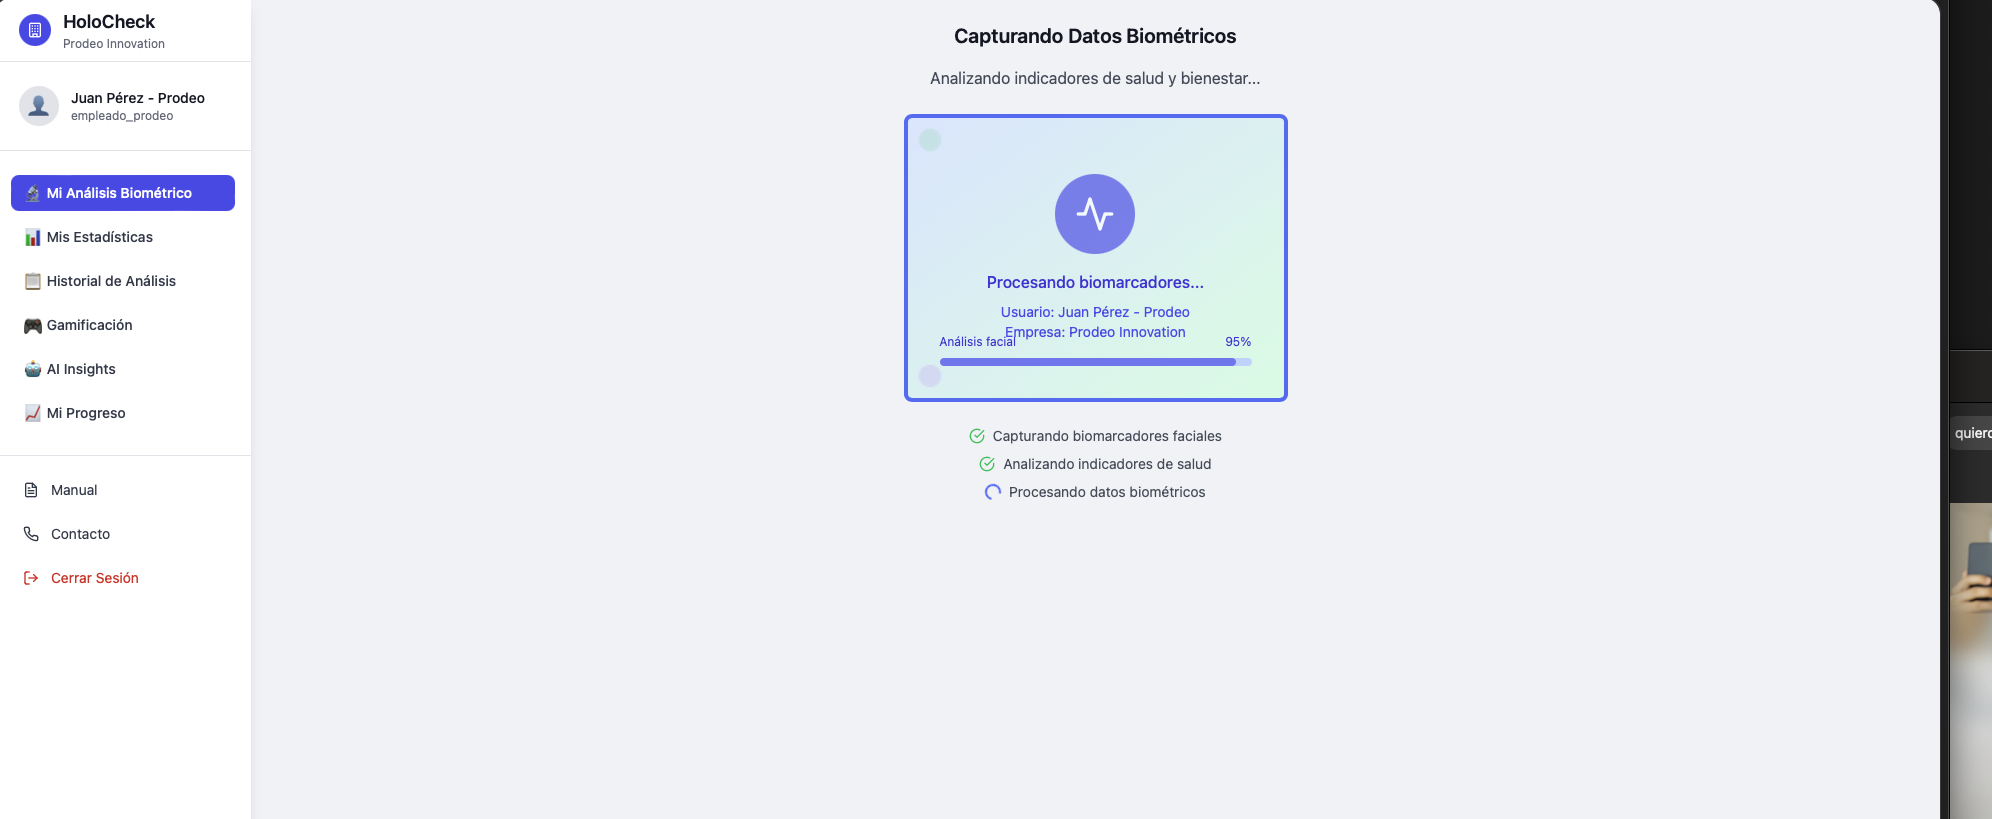 HoloCheck
Prodeo Innovation
Juan Pérez - Prodeo
empleado_prodeo
Mi Análisis Biométrico
Mis Estadísticas
Historial de Análisis
Gamificación
AI Insights
Mi Progreso
Manual
Contacto
Cerrar Sesión
Capturando Datos Biométricos
Analizando indicadores de salud y bienestar...
Procesando biomarcadores...
Usuario: Juan Pérez - Prodeo
Empresa: Prodeo Innovation
Análisis facial 95%
Capturando biomarcadores faciales
Analizando indicadores de salud
Procesando datos biométricos